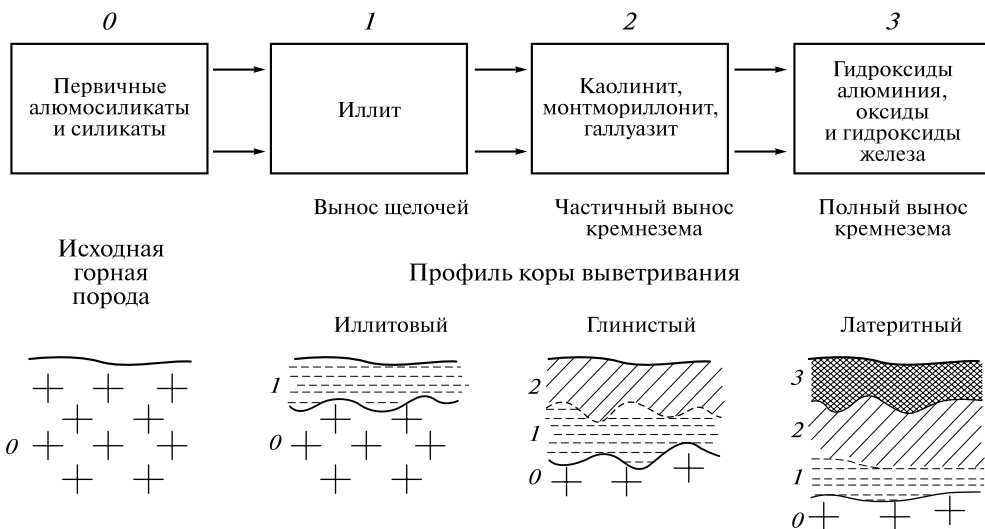 0
1
2
3
Первичные
алюмосиликаты
и силикаты
Иллит
Каолинит,
монтмориллонит,
галлуазит
Гидроксиды
алюминия,
оксиды
и гидроксиды
железа
Вынос щелочей
Частичный вынос
кремнезема
Полный вынос
кремнезема
Исходная
горная
порода
Профиль коры выветривания
Иллитовый
Глинистый
Латеритный
0
1
0
2
1
0
3
2
1
0